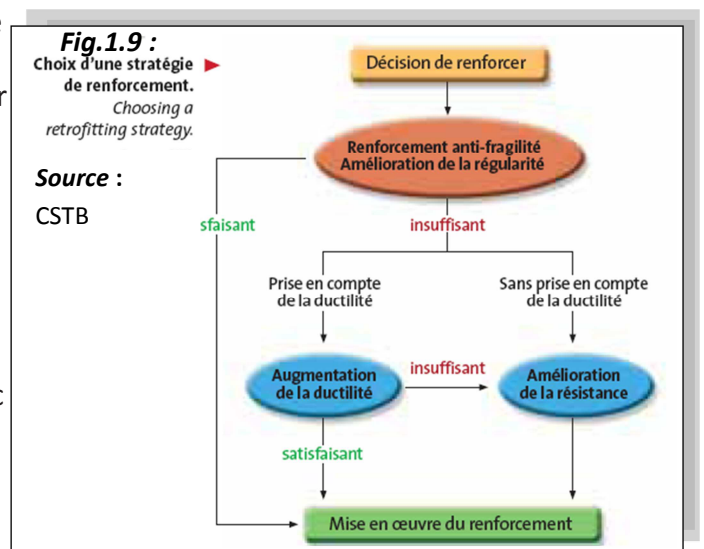 Fig.1.9 :
Choix d'une stratégie
de renforcement.
Choosing a
retrofitting strategy.
Source :
CSTB
Décision de renforcer
Renforcement anti-fragilité
Amélioration de la régularité
sfaisant
insuffisant
Prise en compte
de la ductilité
Sans prise en compte
de la ductilité
Augmentation
de la ductilité
insuffisant
Amélioration
de la résistance
satisfaisant
Mise en œuvre du renforcement